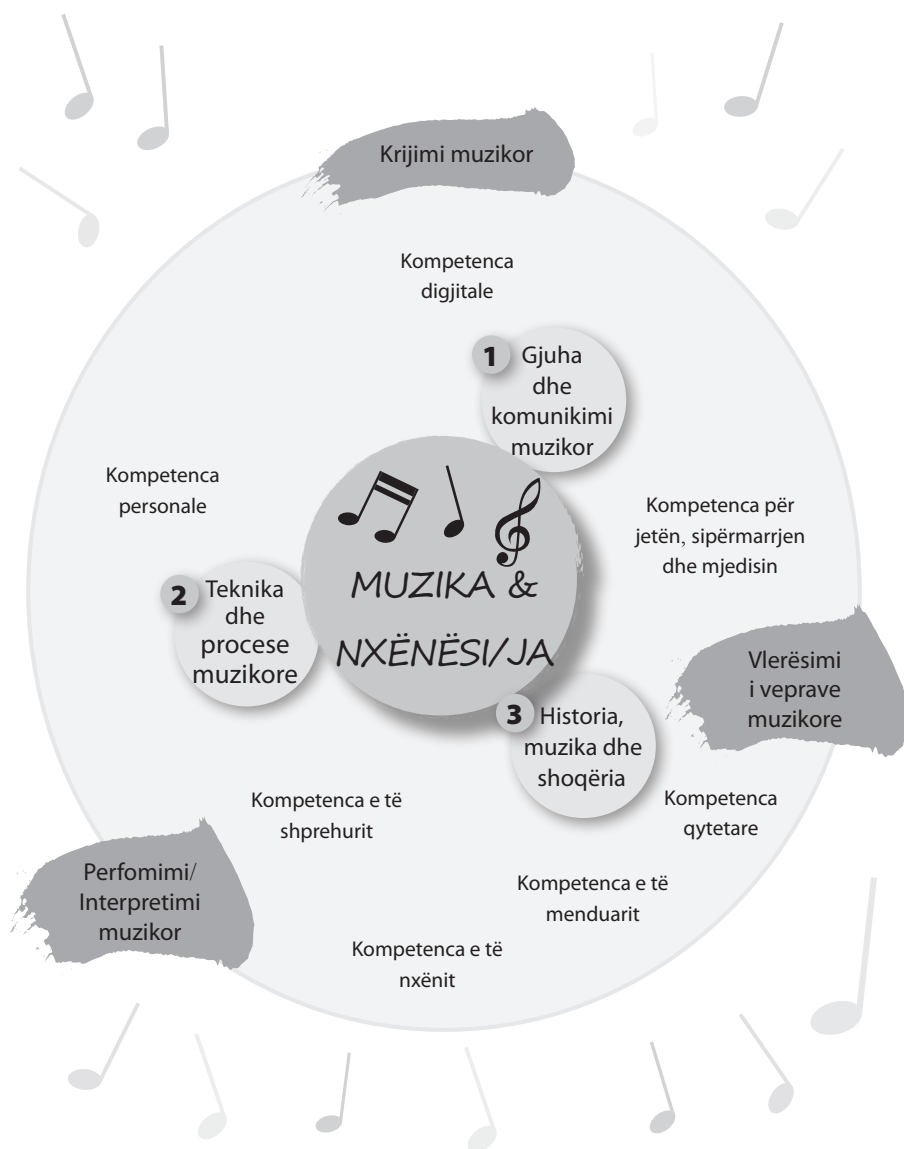 Krijimi muzikor
Kompetenca
digjitale
1 Gjuha
dhe
komunikimi
muzikor
Kompetenca
personale
Kompetenca për
jetën, sipërmarrjen
dhe mjedisin
MUZIKA &
NXËNËSI/JA
2 Teknika
dhe
procese
muzikore
Vlerësimi
i veprave
muzikore
3 Historia,
muzika dhe
shoqëria
Kompetenca e të
shprehurit
Kompetenca
qytetare
Perfomimi/
Interpretimi
muzikor
Kompetenca e të
menduarit
Kompetenca e të
nxënit